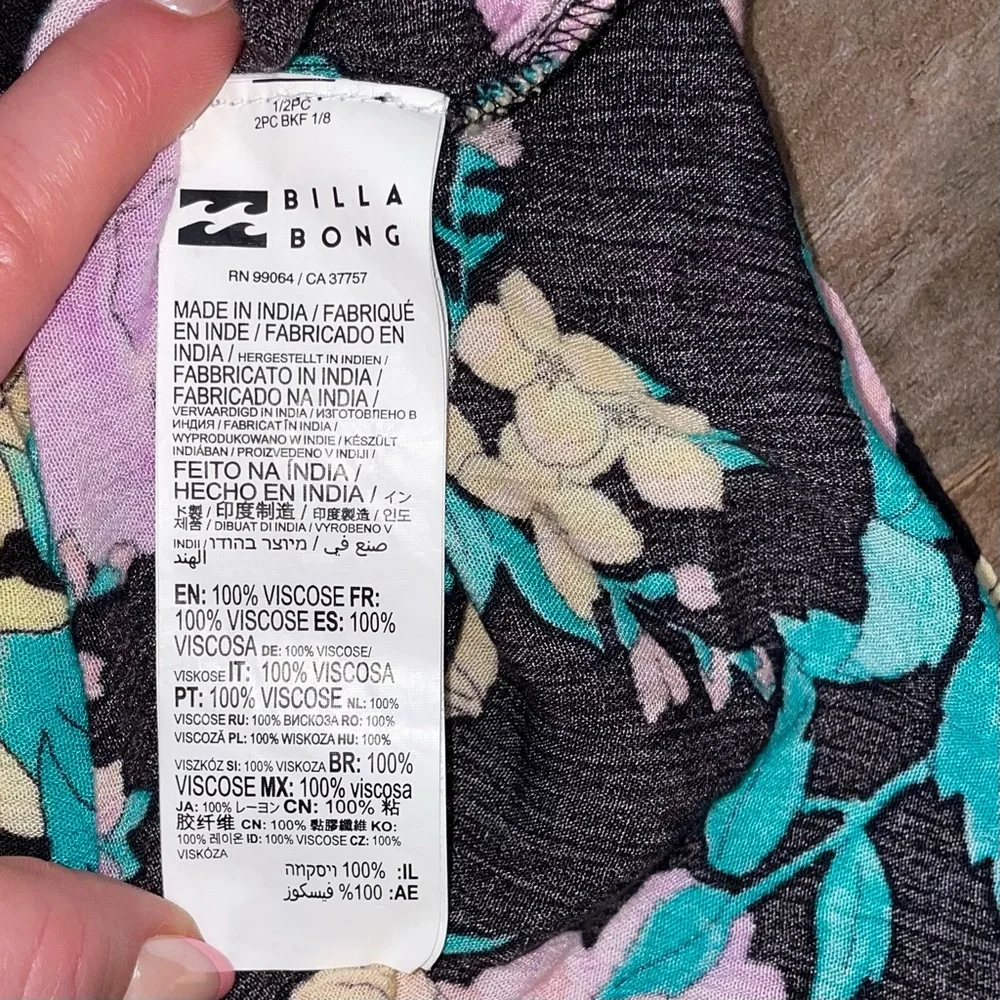 1/2PC
2PC BKF 1/8
BILLA
BONG
RN 99064 / CA 37757
MADE IN INDIA / FABRIQUÉ
EN INDE / FABRICADO EN
INDIA / HERGESTELLT IN INDIEN /
FABBRICATO IN INDIA /
FABRICADO NA INDIA /
VERVAARDIGD IN INDIA / ИЗГОТОВЛЕНО В
ИНДИЯ / FABRICAT ÎN INDIA /
WYPRODUKOWANO W INDIE / KÉSZÜLT
INDIÁBAN / PROIZVEDENO V INDIJI /
FEITO NA ÍNDIA /
HECHO EN INDIA / イン
ド製 / 印度制造 / 印度製造 / 인도
제품 / DIBUAT DI INDIA / VYROBENO V
INDII / מיוצר בהודו / صنع في
الهند
EN: 100% VISCOSE FR:
100% VISCOSE ES: 100%
VISCOSA DE: 100% VISCOSE/
VISKOSE IT: 100% VISCOSA
PT: 100% VISCOSE NL: 100%
VISCOSE RU: 100% ВИСКОЗА RO: 100%
VISCOZĂ PL: 100% WISKOZA HU: 100%
VISZKÓZ SI: 100% VISKOZA BR: 100%
VISCOSE MX: 100% viscosa
JA: 100% レーヨン CN: 100% 粘
胶纤维 CN: 100% 黏膠纖維 KO:
100% 레이온 ID: 100% VISCOSE CZ: 100%
VISKÓZA
IL: 100% ויסקוזה
AE: 100% فيسكوز